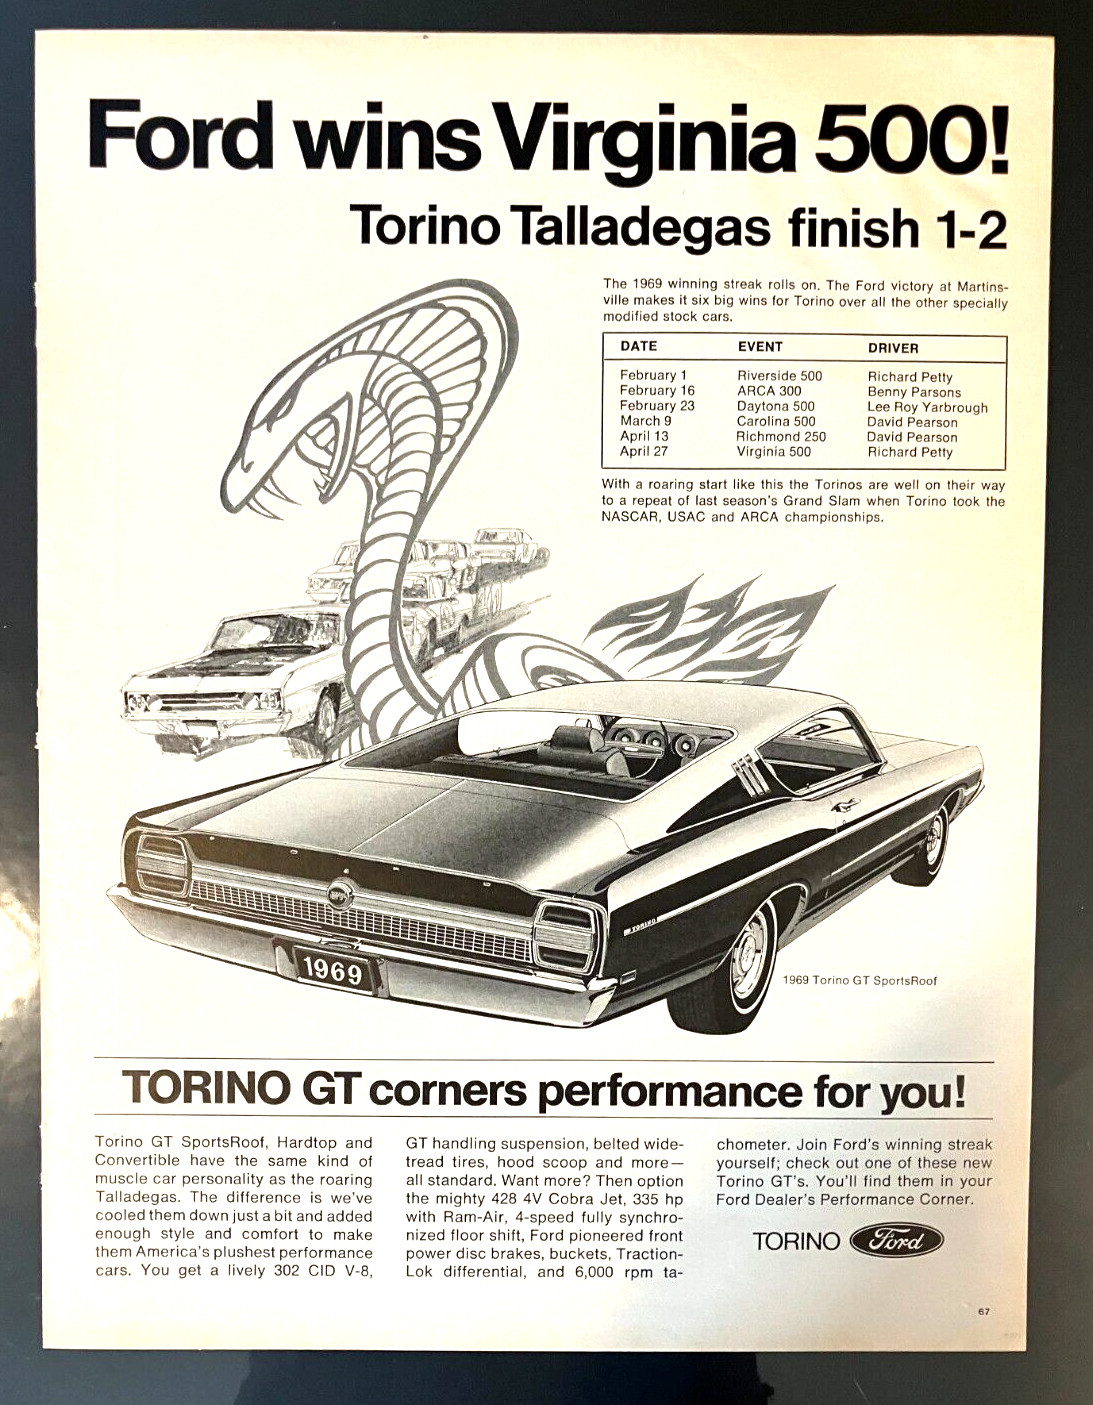 Ford wins Virginia 500!
Torino Talladegas finish 1-2
The 1969 winning streak rolls on. The Ford victory at Martins-
ville makes it six big wins for Torino over all the other specially
modified stock cars.
DATE EVENT DRIVER
February 1 Riverside 500 Richard Petty
February 16 ARCA 300 Benny Parsons
February 23 Daytona 500 Lee Roy Yarbrough
March 9 Carolina 500 David Pearson
April 13 Richmond 250 David Pearson
April 27 Virginia 500 Richard Petty
With a roaring start like this the Torinos are well on their way
to a repeat of last season's Grand Slam when Torino took the
NASCAR, USAC and ARCA championships.
TORINO
GT
1969
1969 Torino GT SportsRoof
TORINO GT corners performance for you!
Torino GT SportsRoof, Hardtop and
Convertible have the same kind of
muscle car personality as the roaring
Talladegas. The difference is we've
cooled them down just a bit and added
enough style and comfort to make
them America's plushest performance
cars. You get a lively 302 CID V-8,
GT handling suspension, belted wide-
tread tires, hood scoop and more—
all standard. Want more? Then option
the mighty 428 4V Cobra Jet, 335 hp
with Ram-Air, 4-speed fully synchro-
nized floor shift, Ford pioneered front
power disc brakes, buckets, Traction-
Lok differential, and 6,000 rpm ta-
chometer. Join Ford's winning streak
yourself; check out one of these new
Torino GT's. You'll find them in your
Ford Dealer's Performance Corner.
TORINO Ford
67